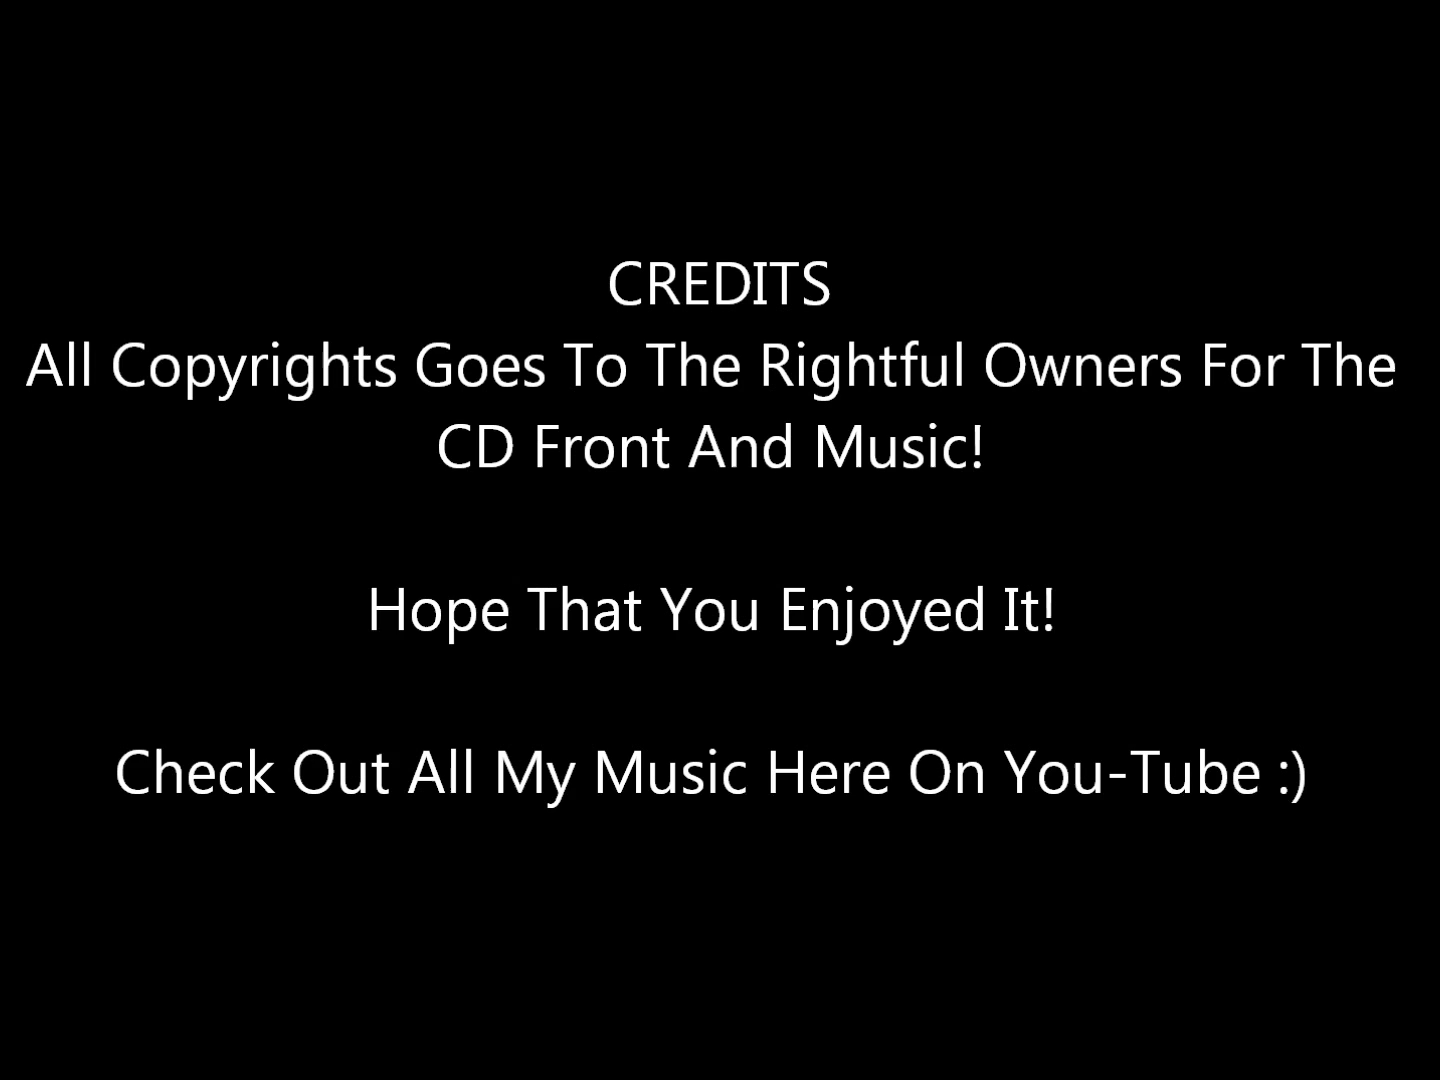 CREDITS
All Copyrights Goes To The Rightful Owners For The
CD Front And Music!
Hope That You Enjoyed It!
Check Out All My Music Here On You-Tube :)